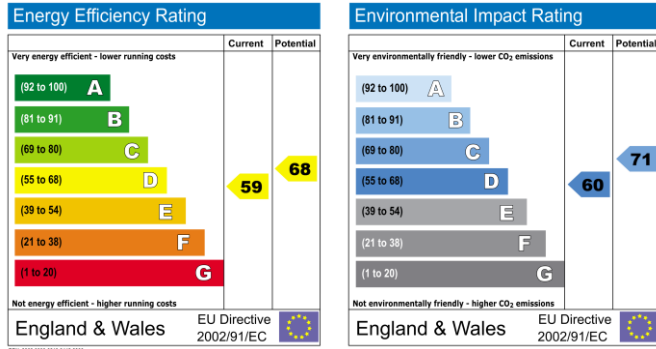 Energy Efficiency Rating
Current Potential
Very energy efficient - lower running costs
(92 to 100) A
(81 to 91) B
(69 to 80) C
(55 to 68) D
(39 to 54) E
(21 to 38) F
(1 to 20) G
59
68
Not energy efficient - higher running costs
England & Wales
EU Directive
2002/91/EC
Environmental Impact Rating
Current Potential
Very environmentally friendly - lower CO₂ emissions
(92 to 100) A
(81 to 91) B
(69 to 80) C
(55 to 68) D
(39 to 54) E
(21 to 38) F
(1 to 20) G
60
71
Not environmentally friendly - higher CO₂ emissions
England & Wales
EU Directive
2002/91/EC